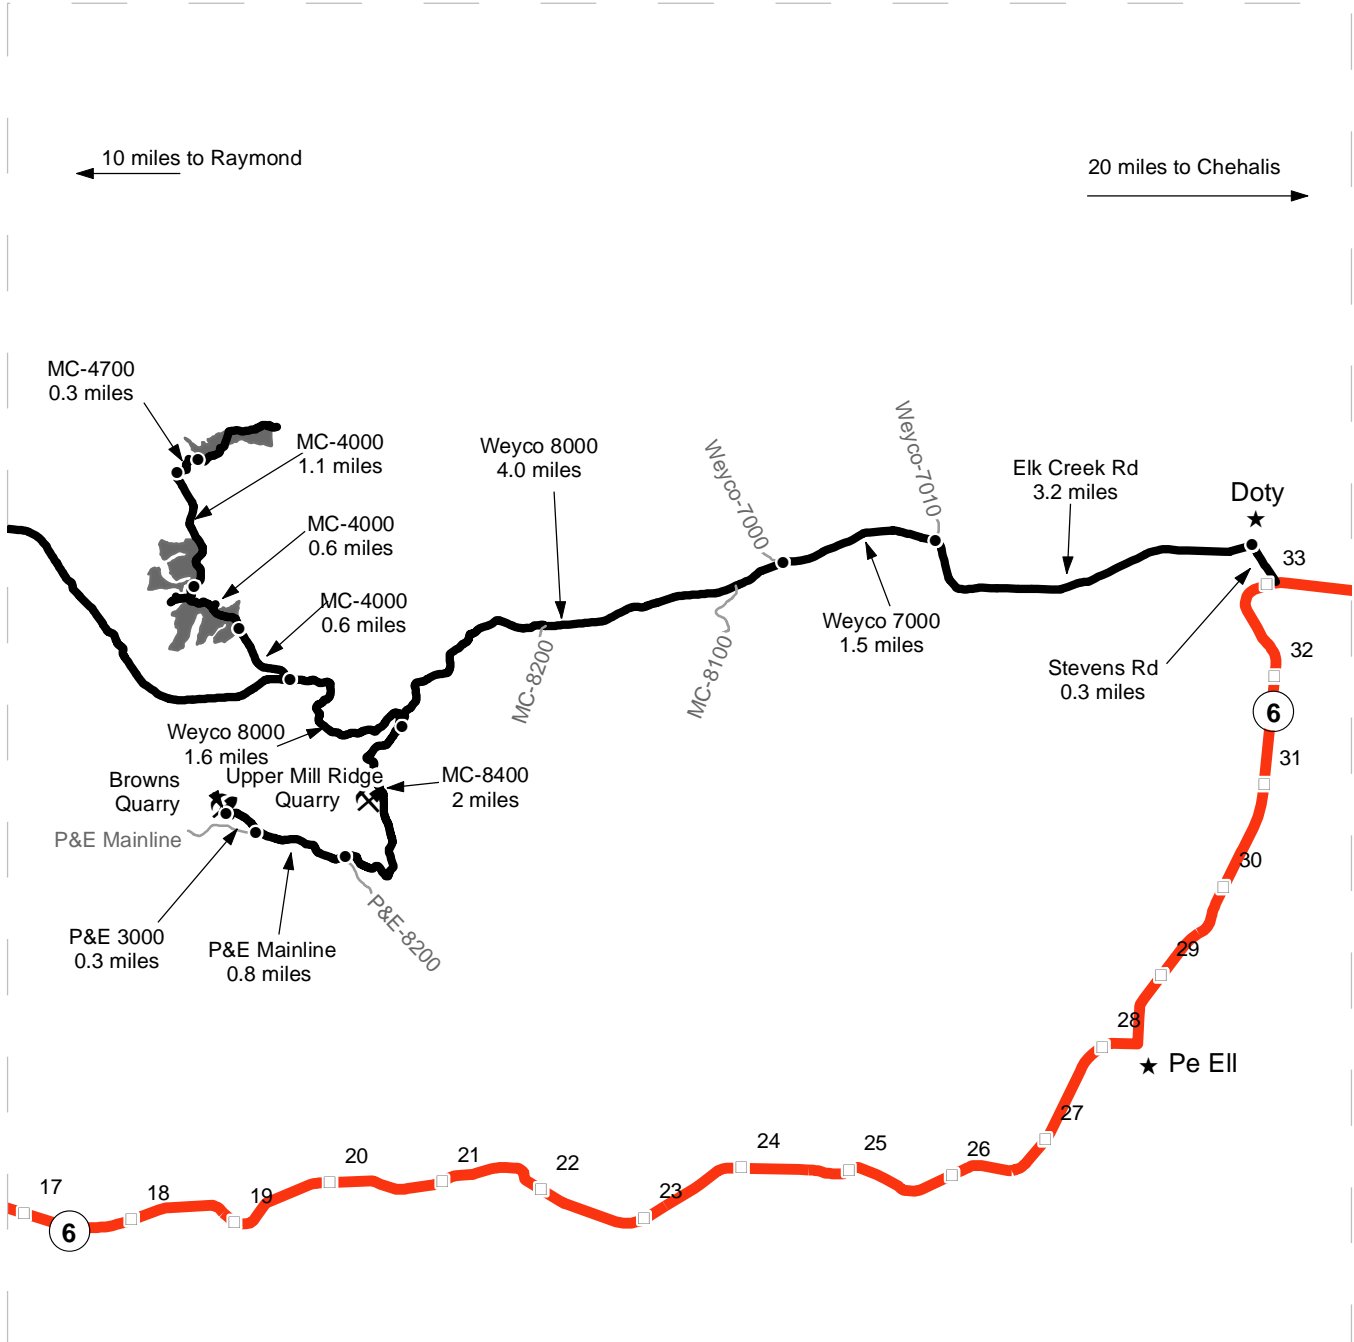 10 miles to Raymond
20 miles to Chehalis
MC-4700
0.3 miles
MC-4000
1.1 miles
MC-4000
0.6 miles
MC-4000
0.6 miles
Weyco 8000
4.0 miles
Weyco-7000
Weyco-7010
Elk Creek Rd
3.2 miles
Doty
33
Weyco 7000
1.5 miles
MC-8200
MC-8100
Stevens Rd
0.3 miles
32
6
31
Weyco 8000
1.6 miles
Browns
Quarry
Upper Mill Ridge
Quarry
MC-8400
2 miles
P&E Mainline
30
P&E 3000
0.3 miles
P&E Mainline
0.8 miles
P&E-8200
29
28
Pe Ell
27
26
25
24
23
22
21
20
19
18
17
6